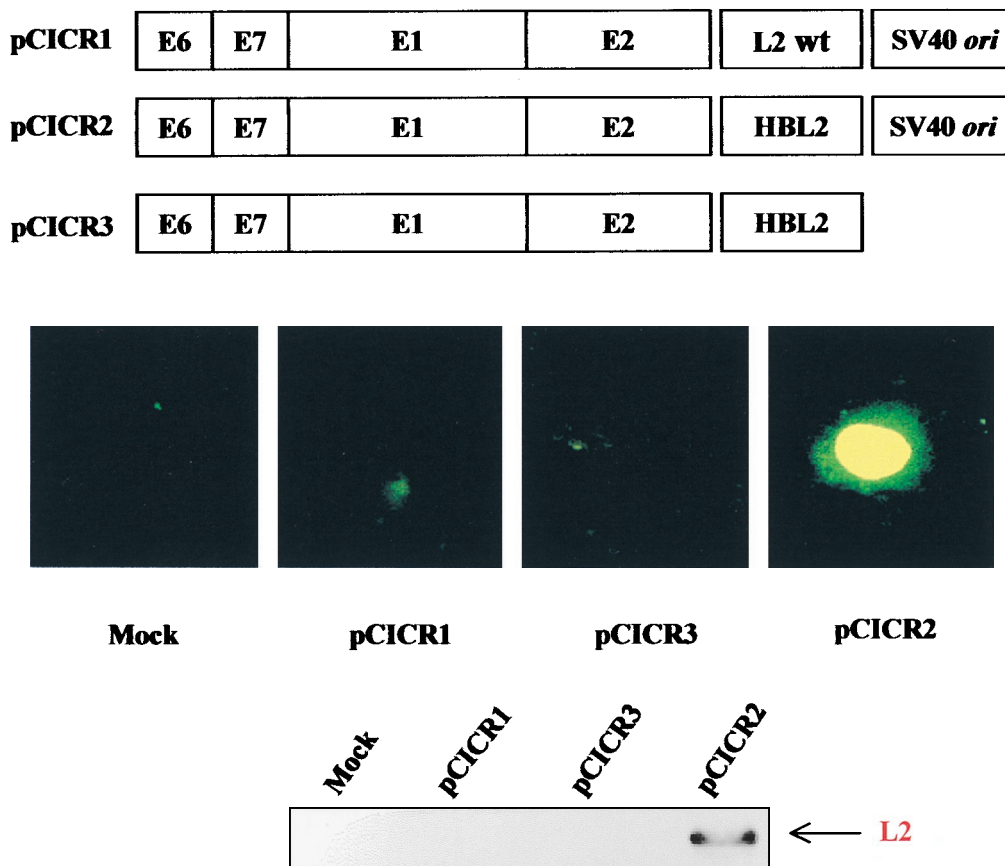 pCICR1 E6 E7 E1 E2 L2 wt SV40 ori
pCICR2 E6 E7 E1 E2 HBL2 SV40 ori
pCICR3 E6 E7 E1 E2 HBL2
Mock pCICR1 pCICR3 pCICR2
Mock pCICR1 pCICR3 pCICR2
L2